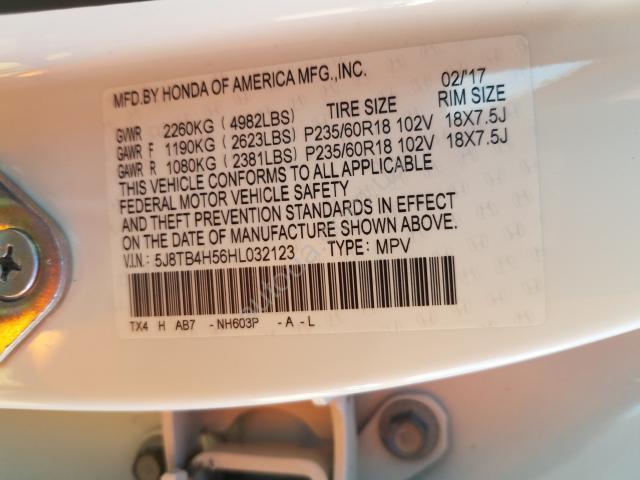 MFD.BY HONDA OF AMERICA MFG.,INC. 02/'17
TIRE SIZE RIM SIZE
GVWR 2260KG (4982LBS)
GAWR F 1190KG (2623LBS) P235/60R18 102V 18X7.5J
GAWR R 1080KG (2381LBS) P235/60R18 102V 18X7.5J
THIS VEHICLE CONFORMS TO ALL APPLICABLE
FEDERAL MOTOR VEHICLE SAFETY
AND THEFT PREVENTION STANDARDS IN EFFECT
ON THE DATE OF MANUFACTURE SHOWN ABOVE.
V.I.N: 5J8TB4H56HL032123 TYPE: MPV
TX4 H AB7 -NH603P -A-L